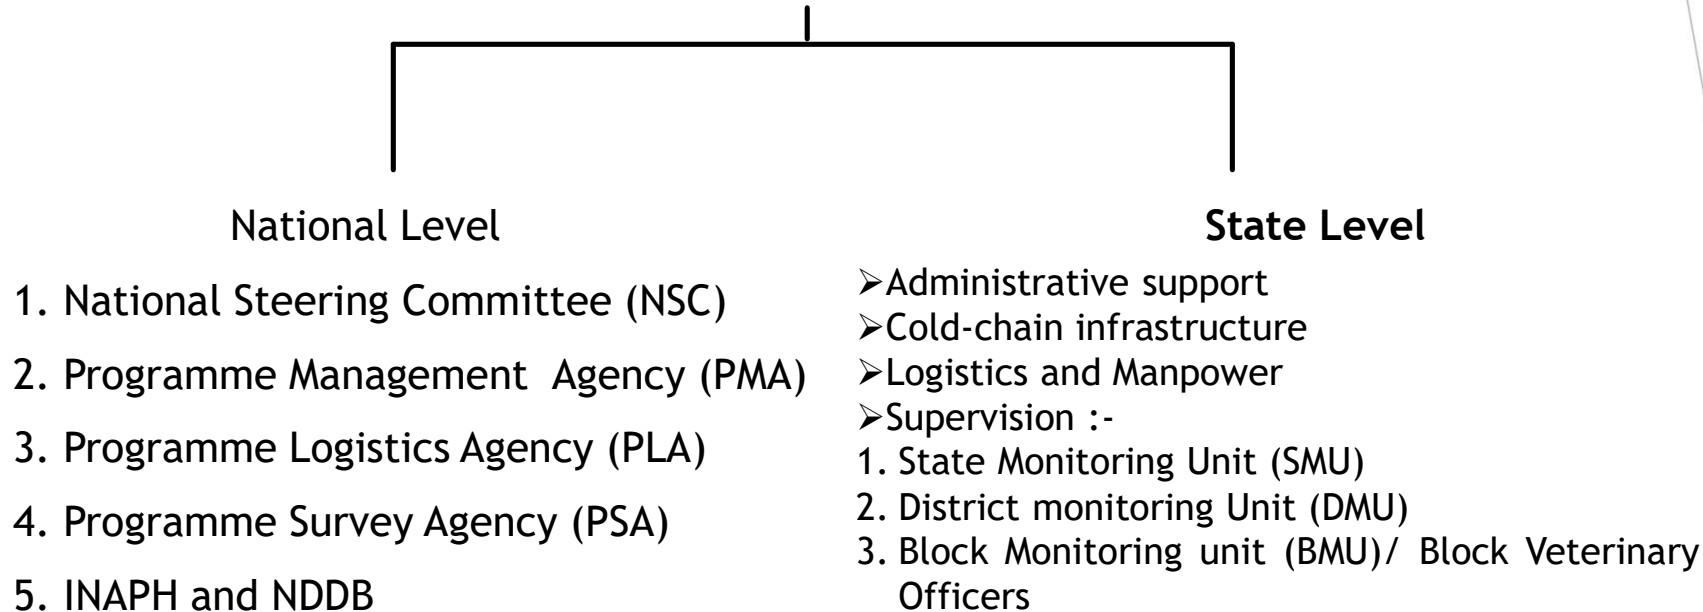 National Level
1. National Steering Committee (NSC)
2. Programme Management Agency (PMA)
3. Programme Logistics Agency (PLA)
4. Programme Survey Agency (PSA)
5. INAPH and NDDB
State Level
➢Administrative support
➢Cold-chain infrastructure
➢Logistics and Manpower
➢Supervision :-
1. State Monitoring Unit (SMU)
2. District monitoring Unit (DMU)
3. Block Monitoring unit (BMU)/ Block Veterinary
Officers